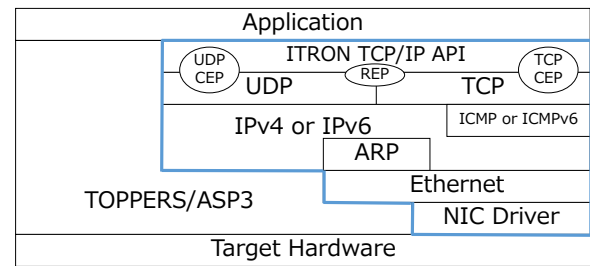 Application
ITRON TCP/IP API
UDP
CEP
REP
TCP
CEP
UDP
TCP
IPv4 or IPv6
ICMP or ICMPv6
ARP
Ethernet
TOPPERS/ASP3
NIC Driver
Target Hardware